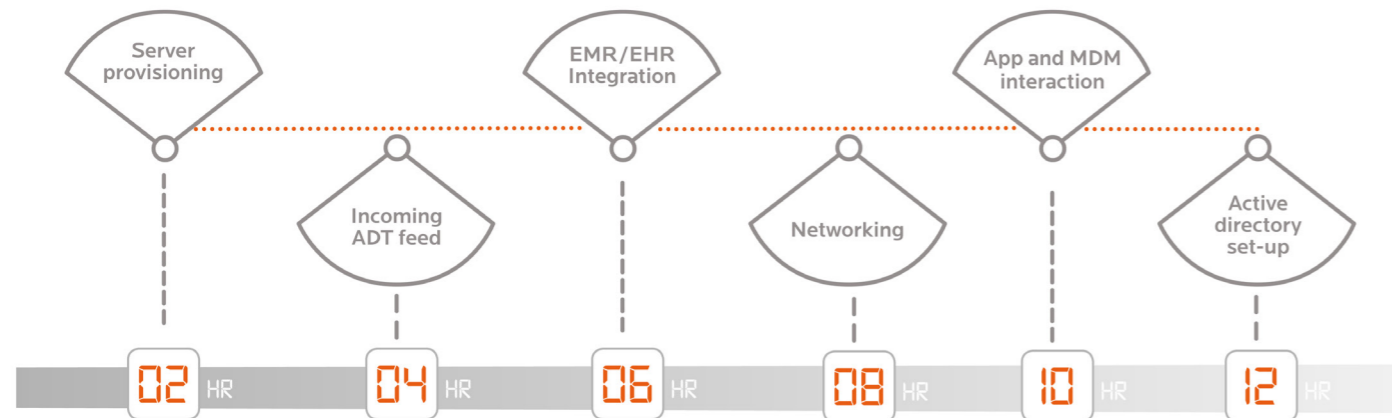 Server
provisioning
Incoming
ADT feed
EMR/EHR
Integration
Networking
App and MDM
interaction
Active
directory
set-up
02 HR
04 HR
06 HR
08 HR
10 HR
12 HR